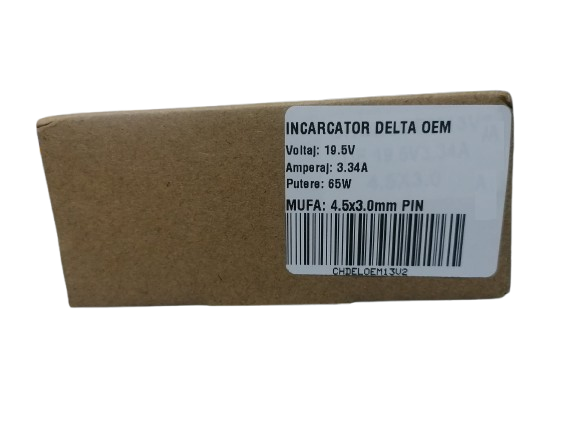 INCARCATOR DELTA OEM
Voltaj: 19.5V
Amperaj: 3.34A
Putere: 65W
MUFA: 4.5x3.0mm PIN
CHDELOEM13V2